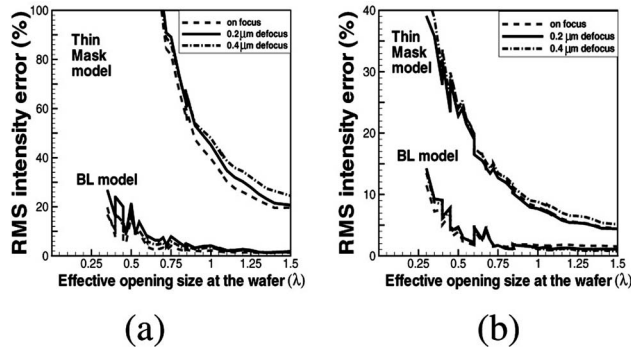 RMS intensity error (%)
100
80
60
40
20
0
0.25
0.5
0.75
1
1.25
1.5
Effective opening size at the wafer (λ)
Thin
Mask
model
BL model
on focus
0.2 μm defocus
0.4 μm defocus
(a)
RMS intensity error (%)
40
30
20
10
0
0.25
0.5
0.75
1
1.25
1.5
Effective opening size at the wafer (λ)
Thin
Mask
model
BL model
on focus
0.2 μm defocus
0.4 μm defocus
(b)